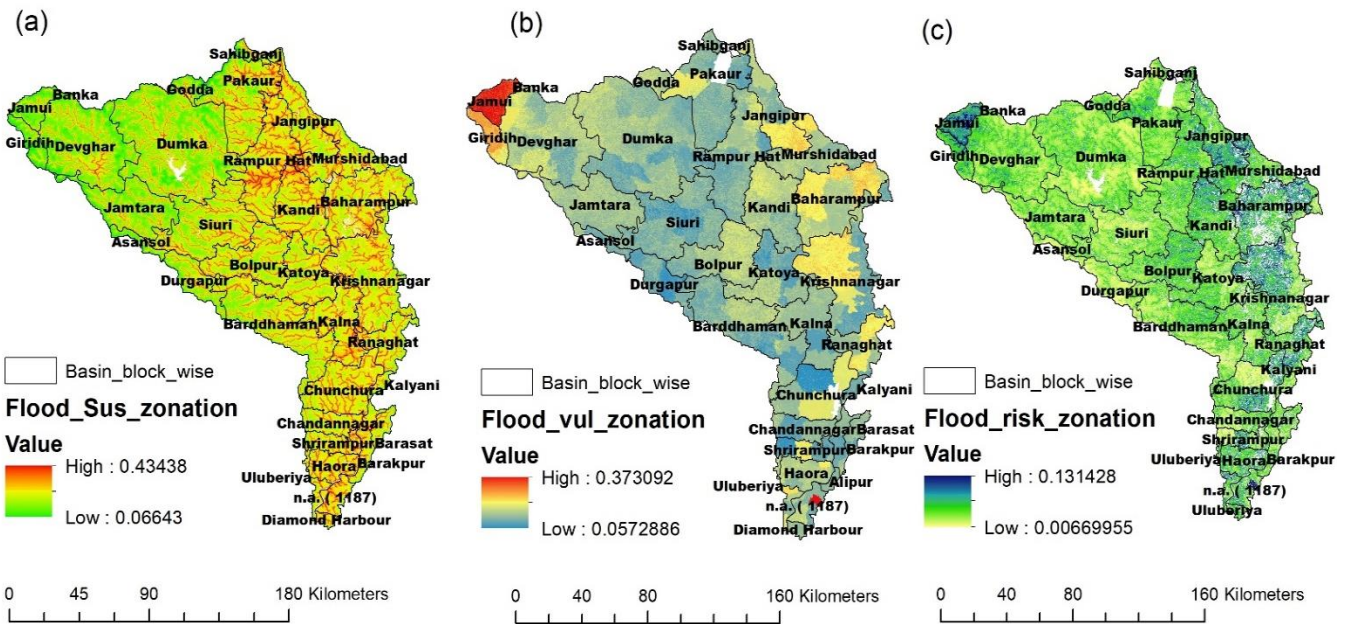 (a)
Sahibganj
Pakaur
Godda
Banka
Jamui
Jangipur
Giridih
Devghar
Dumka
Rampur Hat
Murshidabad
Jamtara
Baharampur
Kandi
Siuri
Asansol
Bolpur
Katoya
Durgapur
Krishnanagar
Barddhaman
Kalna
Ranaghat
Kalyani
Chunchura
Chandannagar
Shrirampur
Barasat
Haora
Barakpur
Uluberiya
n.a. ( 1187)
Diamond Harbour
Basin_block_wise
Flood_Sus_zonation
Value
High : 0.43438
Low : 0.06643
0 45 90 180 Kilometers
(b)
Sahibganj
Pakaur
Godda
Banka
Jamui
Jangipur
Giridih
Devghar
Dumka
Rampur Hat
Murshidabad
Jamtara
Baharampur
Kandi
Siuri
Asansol
Bolpur
Katoya
Durgapur
Krishnanagar
Barddhaman
Kalna
Ranaghat
Kalyani
Chunchura
Chandannagar
Barasat
Shrirampur
Barakpur
Haora
Alipur
Uluberiya
n.a. ( 1187)
Diamond Harbour
Basin_block_wise
Flood_vul_zonation
Value
High : 0.373092
Low : 0.0572886
0 40 80 160 Kilometers
(c)
Sahibganj
Godda
Banka
Pakaur
Jamui
Jangipur
Giridih
Devghar
Dumka
Rampur Hat
Murshidabad
Jamtara
Baharampur
Kandi
Siuri
Asansol
Bolpur
Katoya
Durgapur
Krishnanagar
Barddhaman
Kalna
Ranaghat
Kalyani
Chunchura
Chandannagar
Shrirampur
Uluberiya
Haora
Barakpur
n.a. ( 1187)
Uluberiya
Basin_block_wise
Flood_risk_zonation
Value
High : 0.131428
Low : 0.00669955
0 40 80 160 Kilometers